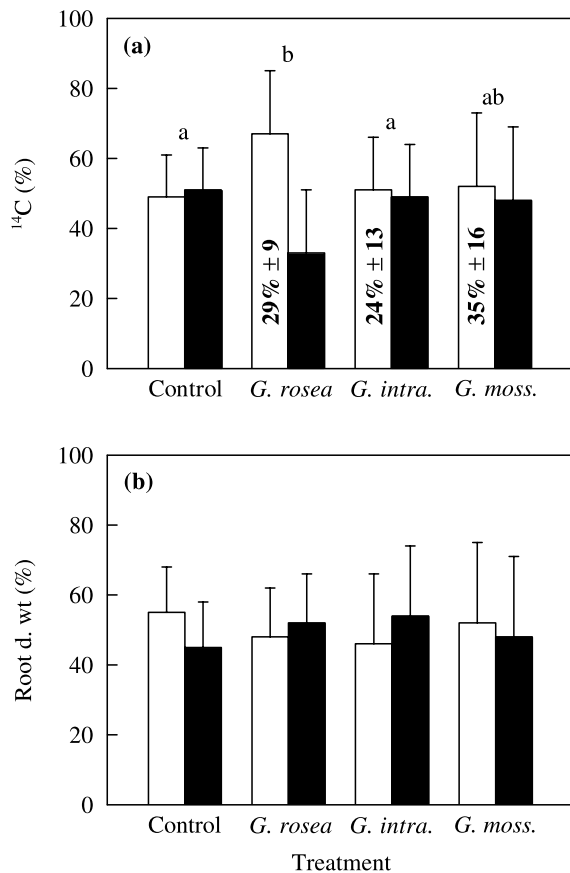 100
(a)
b
80
ab
a
a
60
¹⁴C (%)
40
29% ± 9
24% ± 13
35% ± 16
20
0
Control G. rosea G. intra. G. moss.
100
(b)
80
60
Root d. wt (%)
40
20
0
Control G. rosea G. intra. G. moss.
Treatment